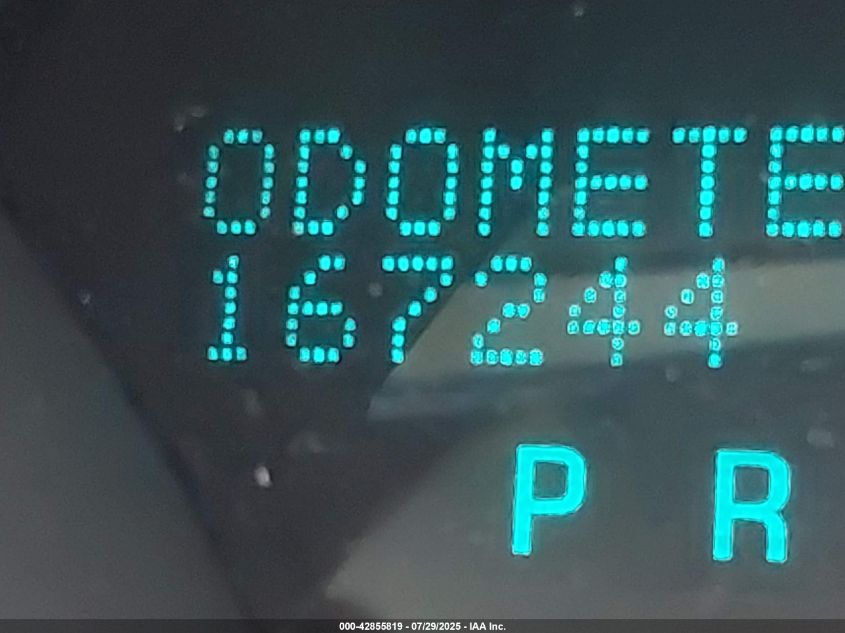 ODOMETE
167244
P R
000-42855819 - 07/29/2025 - IAA Inc.